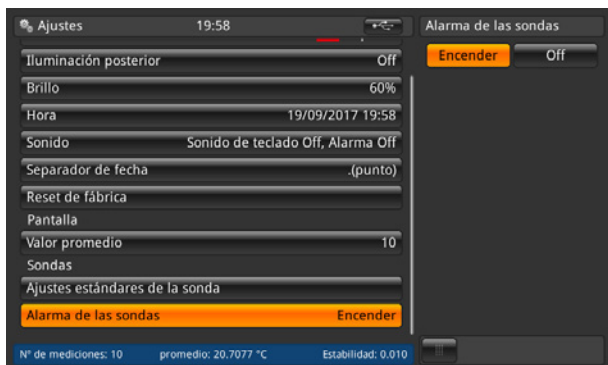 Ajustes 19:58
Iluminación posterior Off
Brillo 60%
Hora 19/09/2017 19:58
Sonido Sonido de teclado Off, Alarma Off
Separador de fecha .(punto)
Reset de fábrica
Pantalla
Valor promedio 10
Sondas
Ajustes estándares de la sonda
Alarma de las sondas Encender
Nº de mediciones: 10 promedio: 20.7077 °C Estabilidad: 0.010
Alarma de las sondas
Encender Off